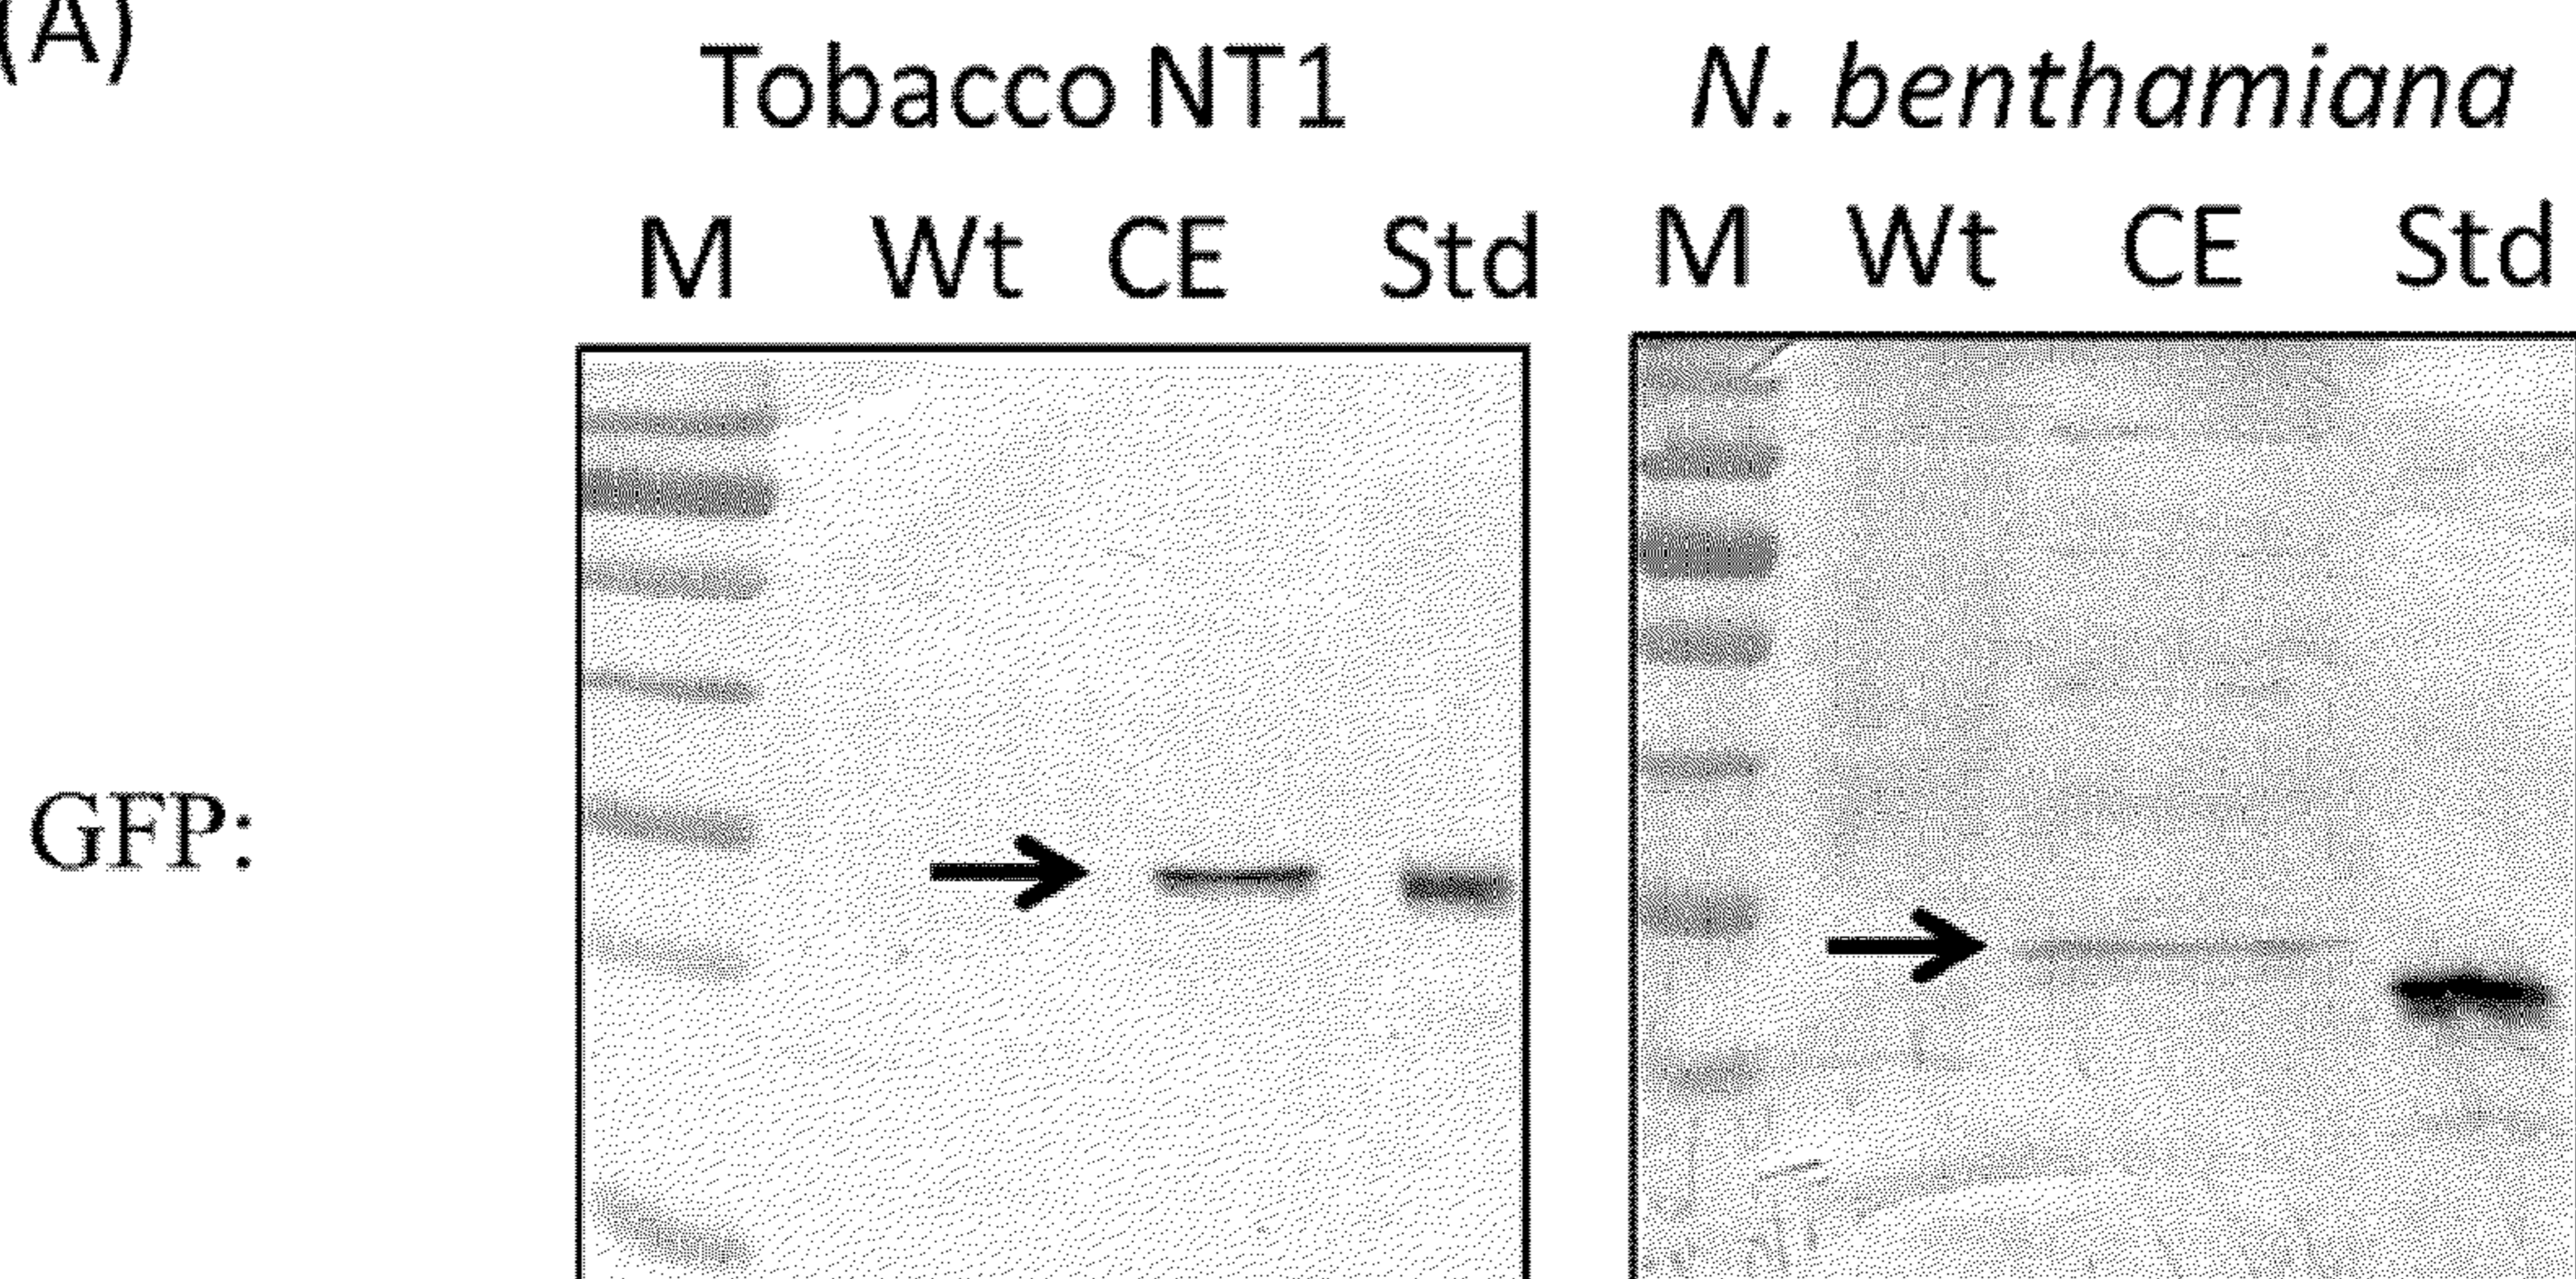 (A)
Tobacco NT1 N. benthamiana
M Wt CE Std M Wt CE Std
GFP: